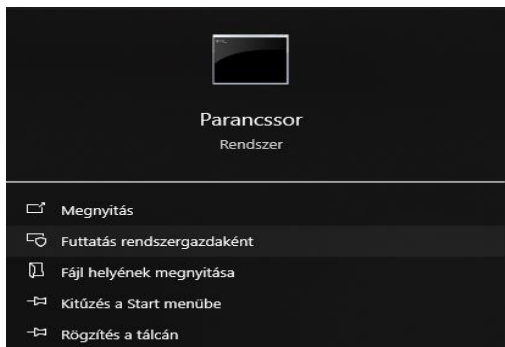 Parancssor
Rendszer
Megnyitás
Futtatás rendszergazdaként
Fájl helyének megnyitása
Kitűzés a Start menübe
Rögzítés a tálcán